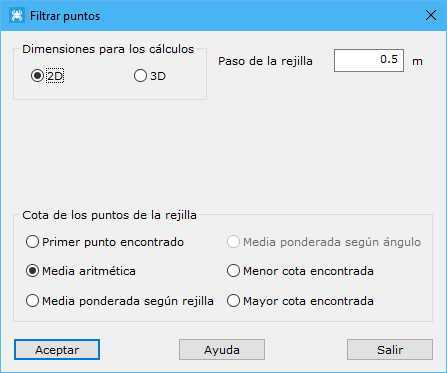 Filtrar puntos
Dimensiones para los cálculos
2D 3D
Paso de la rejilla 0.5 m
Cota de los puntos de la rejilla
Primer punto encontrado Media ponderada según ángulo
Media aritmética Menor cota encontrada
Media ponderada según rejilla Mayor cota encontrada
Aceptar Ayuda Salir